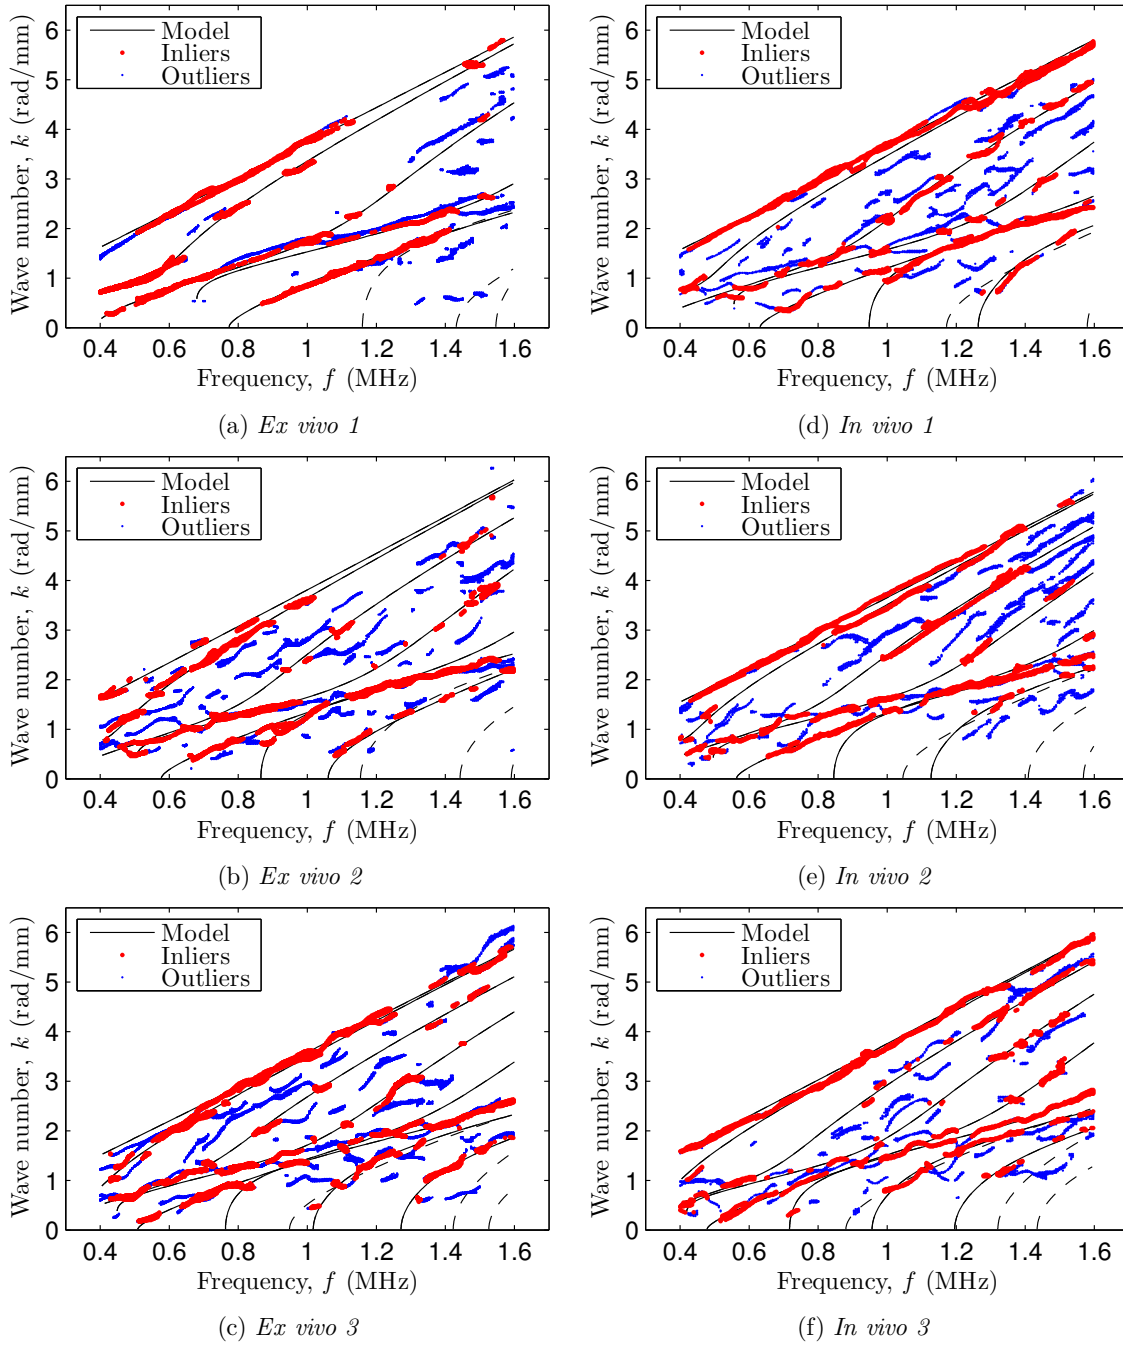 Wave number, k (rad/mm)
6
5
4
3
2
1
0
Model
Inliers
Outliers
0.4 0.6 0.8 1 1.2 1.4 1.6
Frequency, f (MHz)
(a) Ex vivo 1
Wave number, k (rad/mm)
6
5
4
3
2
1
0
Model
Inliers
Outliers
0.4 0.6 0.8 1 1.2 1.4 1.6
Frequency, f (MHz)
(d) In vivo 1
Wave number, k (rad/mm)
6
5
4
3
2
1
0
Model
Inliers
Outliers
0.4 0.6 0.8 1 1.2 1.4 1.6
Frequency, f (MHz)
(b) Ex vivo 2
Wave number, k (rad/mm)
6
5
4
3
2
1
0
Model
Inliers
Outliers
0.4 0.6 0.8 1 1.2 1.4 1.6
Frequency, f (MHz)
(e) In vivo 2
Wave number, k (rad/mm)
6
5
4
3
2
1
0
Model
Inliers
Outliers
0.4 0.6 0.8 1 1.2 1.4 1.6
Frequency, f (MHz)
(c) Ex vivo 3
Wave number, k (rad/mm)
6
5
4
3
2
1
0
Model
Inliers
Outliers
0.4 0.6 0.8 1 1.2 1.4 1.6
Frequency, f (MHz)
(f) In vivo 3